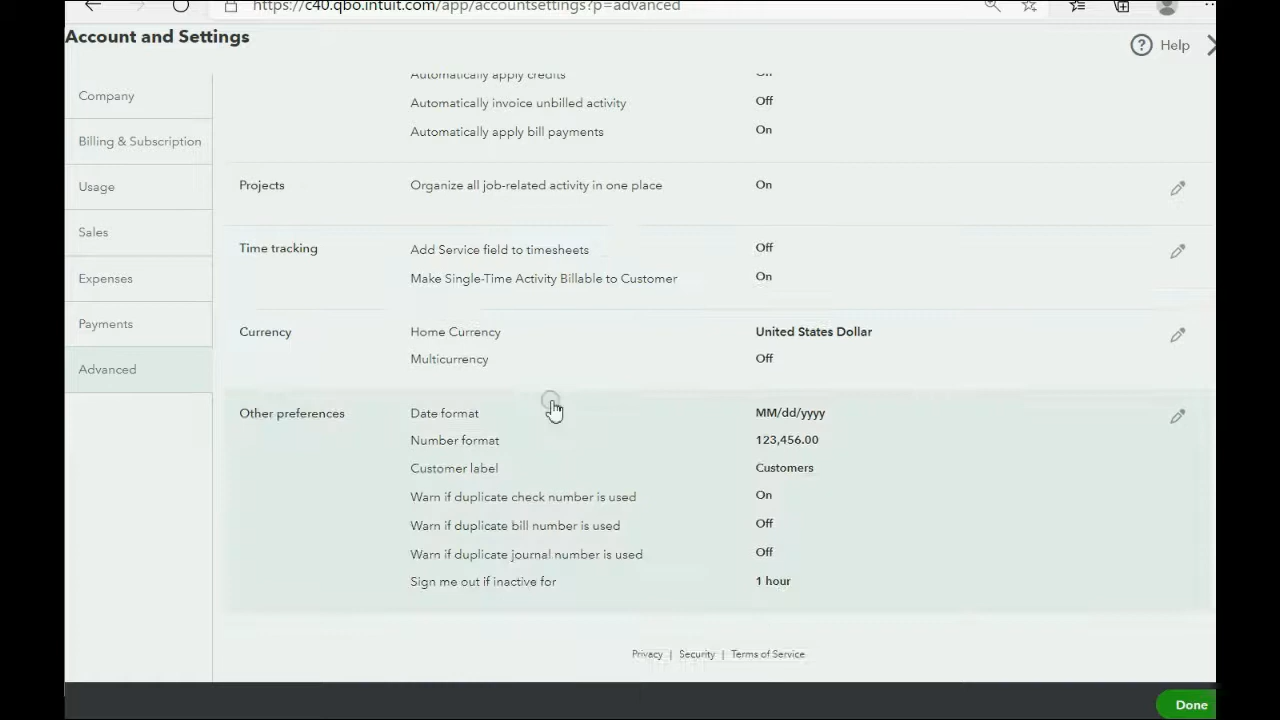 https://c40.qbo.intuit.com/app/accountsettings?p=advanced
Account and Settings
Help
Company
Billing & Subscription
Usage
Sales
Expenses
Payments
Advanced
Automatically apply credits
Automatically invoice unbilled activity Off
Automatically apply bill payments On
Projects Organize all job-related activity in one place On
Time tracking Add Service field to timesheets Off
Make Single-Time Activity Billable to Customer On
Currency Home Currency United States Dollar
Multicurrency Off
Other preferences Date format MM/dd/yyyy
Number format 123,456.00
Customer label Customers
Warn if duplicate check number is used On
Warn if duplicate bill number is used Off
Warn if duplicate journal number is used Off
Sign me out if inactive for 1 hour
Privacy | Security | Terms of Service
Done